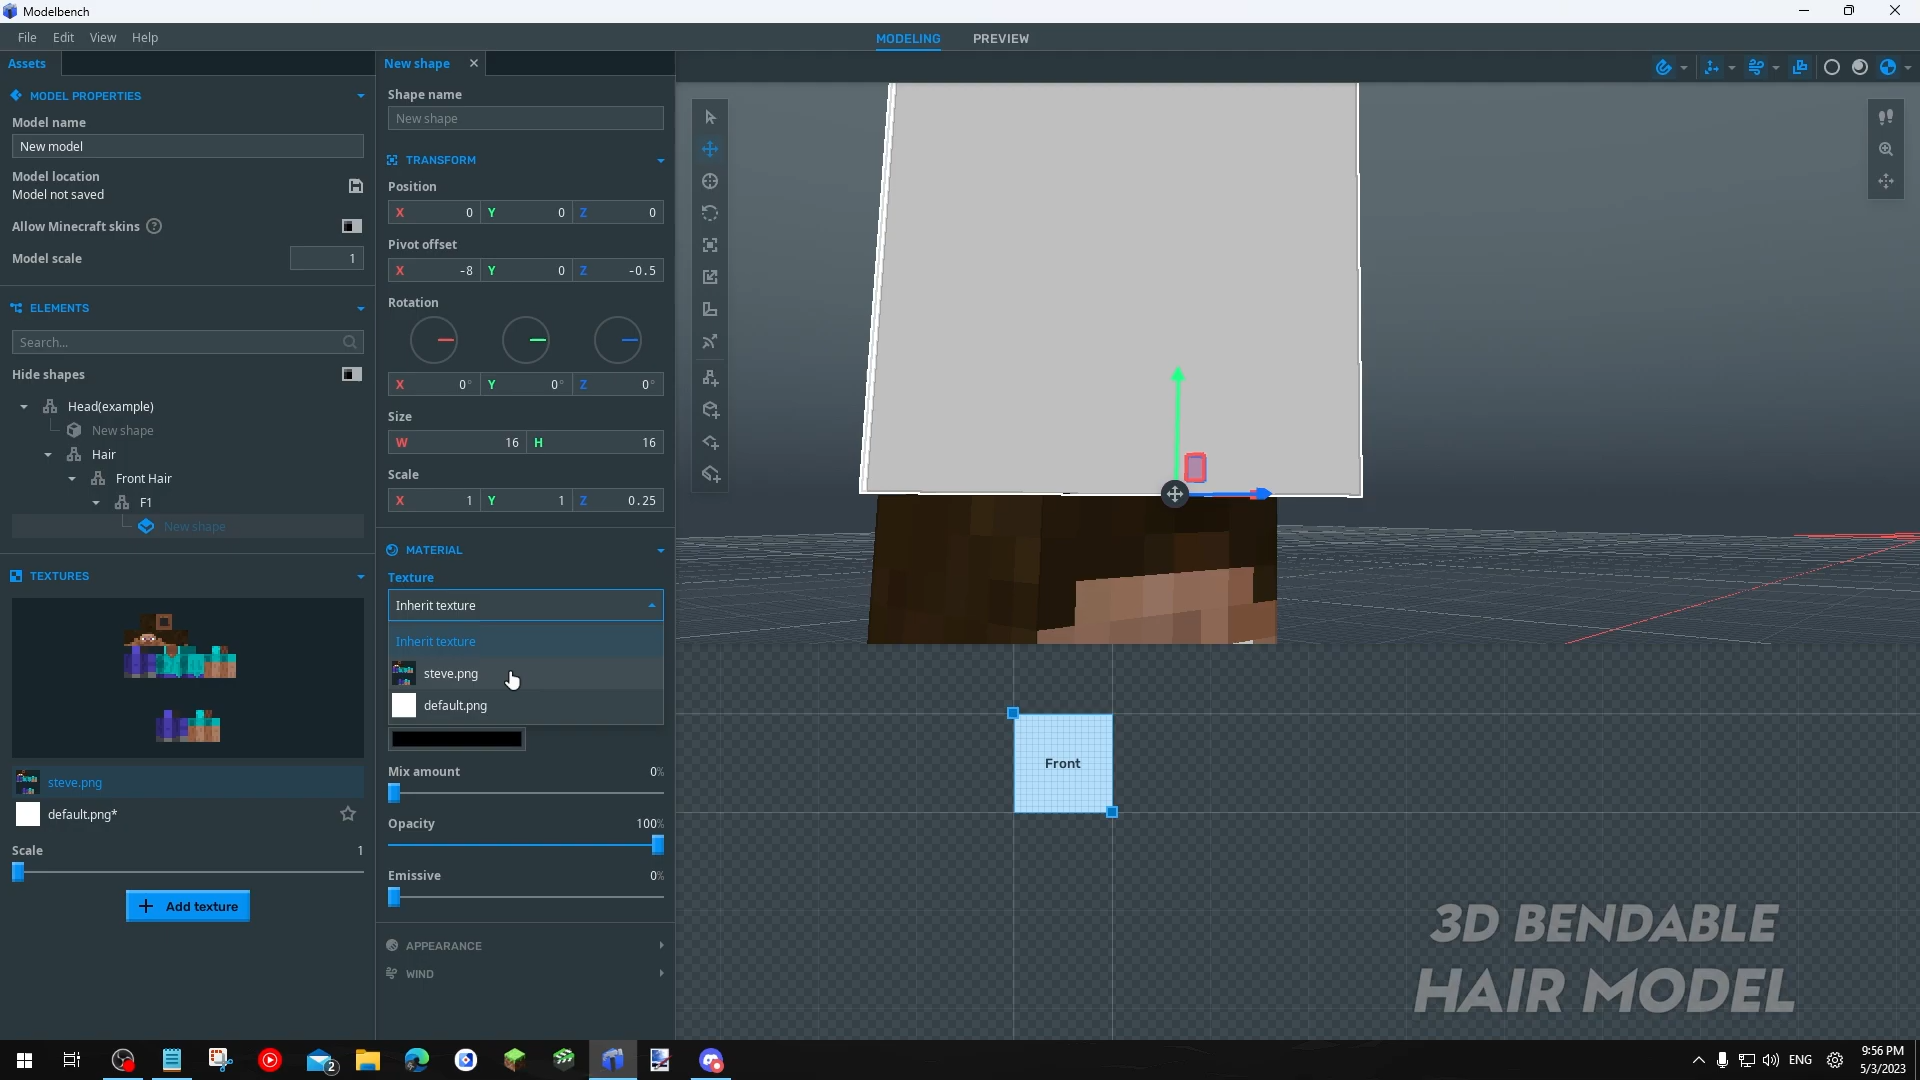 Modelbench
File Edit View Help
MODELING PREVIEW
Assets
MODEL PROPERTIES
Model name
New model
Model location
Model not saved
Allow Minecraft skins ?
Model scale 1
ELEMENTS
Search...
Hide shapes
Head(example)
New shape
Hair
Front Hair
F1
New shape
TEXTURES
steve.png
default.png*
Scale 1
+ Add texture
New shape
Shape name
New shape
TRANSFORM
Position
X 0 Y 0 Z 0
Pivot offset
X -8 Y 0 Z -0.5
Rotation
X 0° Y 0° Z 0°
Size
W 16 H 16
Scale
X 1 Y 1 Z 0.25
MATERIAL
Texture
Inherit texture
Inherit texture
steve.png
default.png
Mix amount 0%
Opacity 100%
Emissive 0%
APPEARANCE
WIND
Front
3D BENDABLE
HAIR MODEL
2
ENG
9:56 PM
5/3/2023